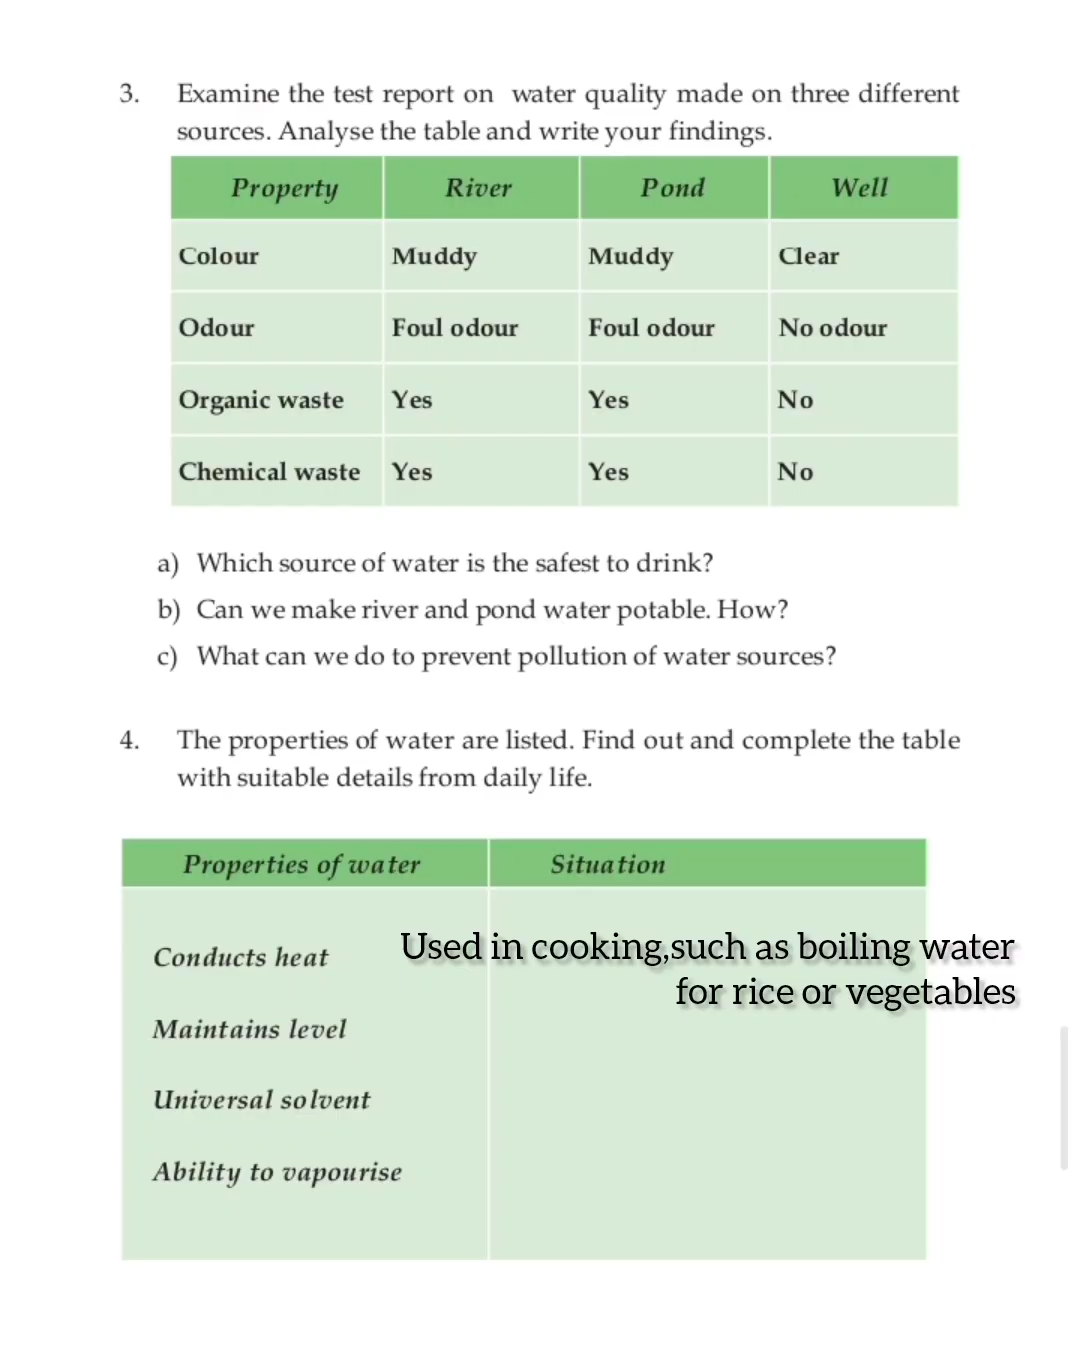 3. Examine the test report on water quality made on three different
sources. Analyse the table and write your findings.
Property River Pond Well
Colour Muddy Muddy Clear
Odour Foul odour Foul odour No odour
Organic waste Yes Yes No
Chemical waste Yes Yes No
a) Which source of water is the safest to drink?
b) Can we make river and pond water potable. How?
c) What can we do to prevent pollution of water sources?
4. The properties of water are listed. Find out and complete the table
with suitable details from daily life.
Properties of water Situation
Conducts heat Used in cooking,such as boiling water
for rice or vegetables
Maintains level
Universal solvent
Ability to vapourise